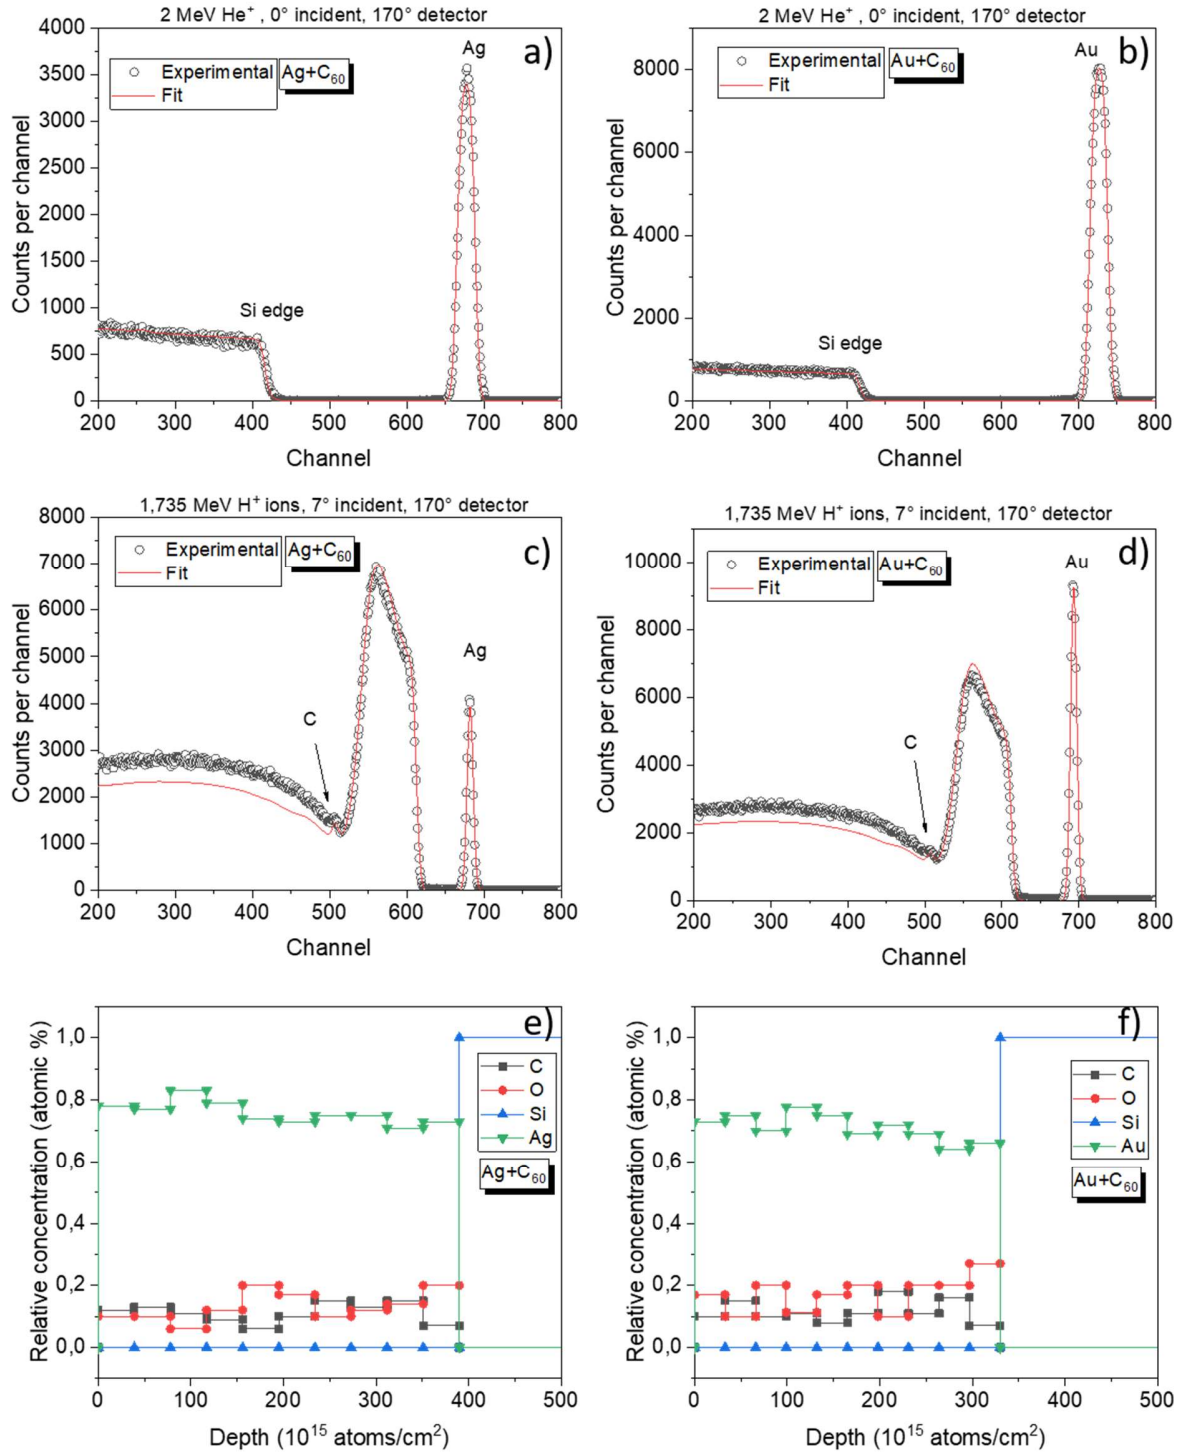 2 MeV He+ , 0° incident, 170° detector
a)
Experimental
Fit
Ag+C60
Ag
Si edge
4000
3500
3000
2500
2000
1500
1000
500
0
200 300 400 500 600 700 800
Counts per channel
Channel
2 MeV He+ , 0° incident, 170° detector
b)
Experimental
Fit
Au+C60
Au
Si edge
8000
6000
4000
2000
0
200 300 400 500 600 700 800
Counts per channel
Channel
1,735 MeV H+ ions, 7° incident, 170° detector
c)
Experimental
Fit
Ag+C60
Ag
C
8000
7000
6000
5000
4000
3000
2000
1000
0
200 300 400 500 600 700 800
Counts per channel
Channel
1,735 MeV H+ ions, 7° incident, 170° detector
d)
Experimental
Fit
Au+C60
Au
C
10000
8000
6000
4000
2000
0
200 300 400 500 600 700 800
Counts per channel
Channel
e)
C
O
Si
Ag
Ag+C60
1,0
0,8
0,6
0,4
0,2
0,0
0 100 200 300 400 500
Relative concentration (atomic %)
Depth (10^15 atoms/cm²)
f)
C
O
Si
Au
Au+C60
1,0
0,8
0,6
0,4
0,2
0,0
0 100 200 300 400 500
Relative concentration (atomic %)
Depth (10^15 atoms/cm²)